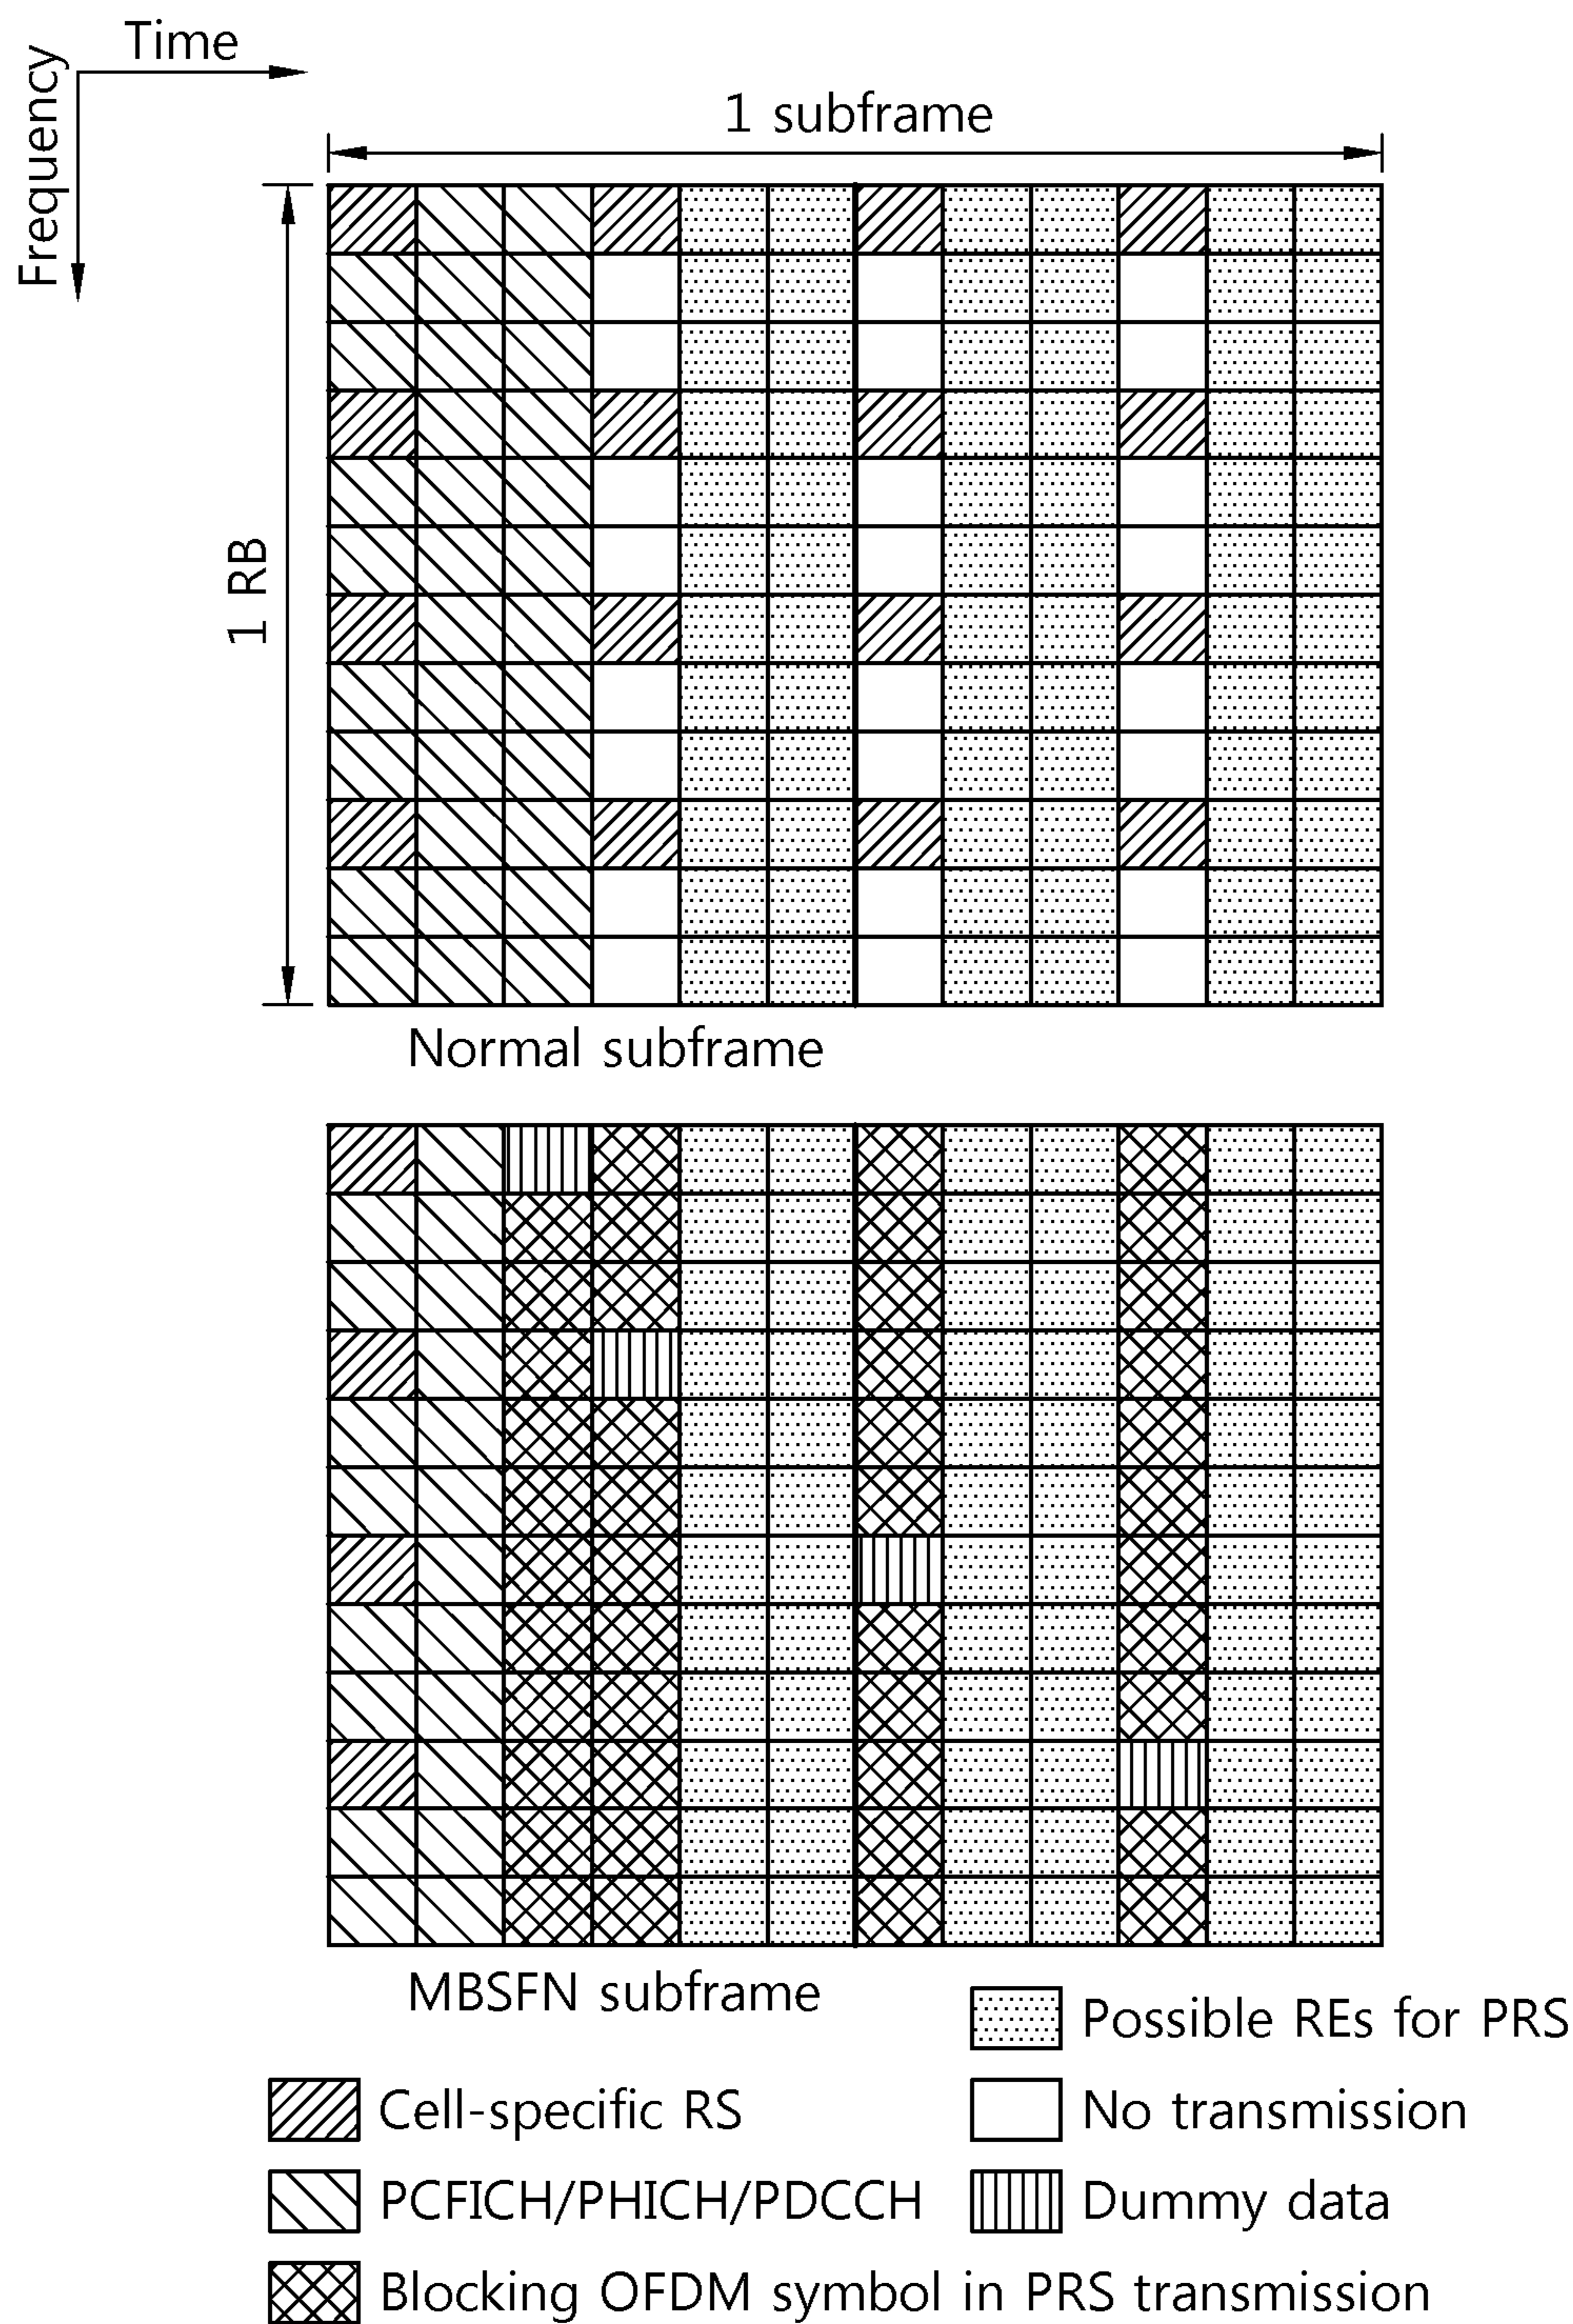 Time
Frequency
1 subframe
1 RB
Normal subframe
MBSFN subframe
Possible REs for PRS
Cell-specific RS
No transmission
PCFICH/PHICH/PDCCH
Dummy data
Blocking OFDM symbol in PRS transmission